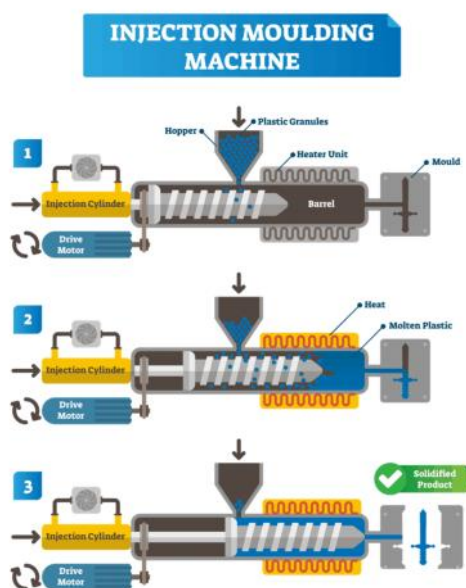 INJECTION MOULDING
MACHINE
Plastic Granules
Hopper
Heater Unit
Mould
1
Injection Cylinder
Barrel
Drive
Motor
2
Heat
Molten Plastic
Injection Cylinder
Drive
Motor
3
Solidified
Product
Injection Cylinder
Drive
Motor